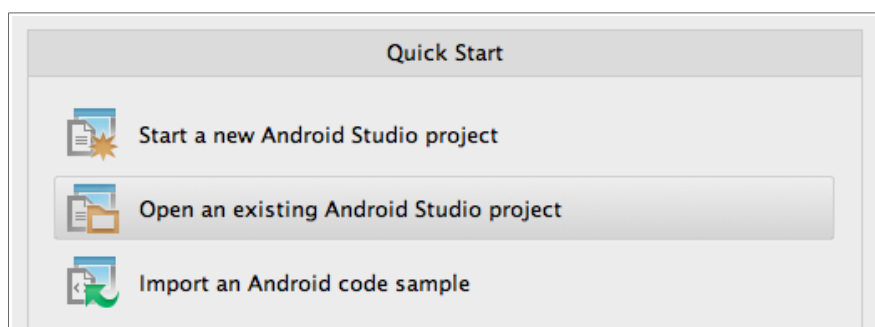 Quick Start
Start a new Android Studio project
Open an existing Android Studio project
Import an Android code sample